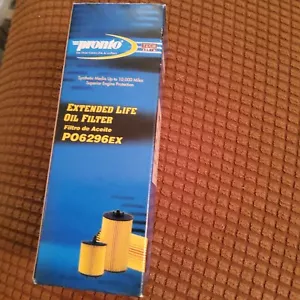 pronto
Synthetic Media Up to 10,000 Miles
Superior Engine Protection
EXTENDED LIFE
OIL FILTER
Filtro de Aceite
PO6296EX